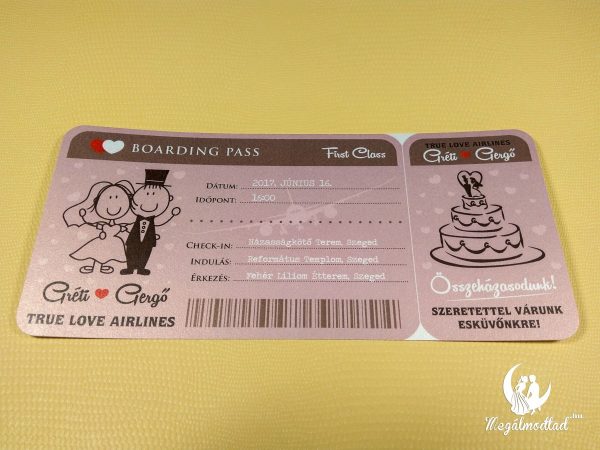 BOARDING PASS
First Class
DÁTUM: 2017. JÚNIUS 16.
IDŐPONT: 15:00
CHECK-IN: Házasságkötő Terem, Szeged
INDULÁS: Református Templom, Szeged
ÉRKEZÉS: Fehér Liliom Étterem, Szeged
Gréti Gergő
TRUE LOVE AIRLINES
TRUE LOVE AIRLINES
Gréti Gergő
Összeházasodunk!
SZERETETTEL VÁRUNK
ESKÜVŐNKRE!
Megálmodtad.hu